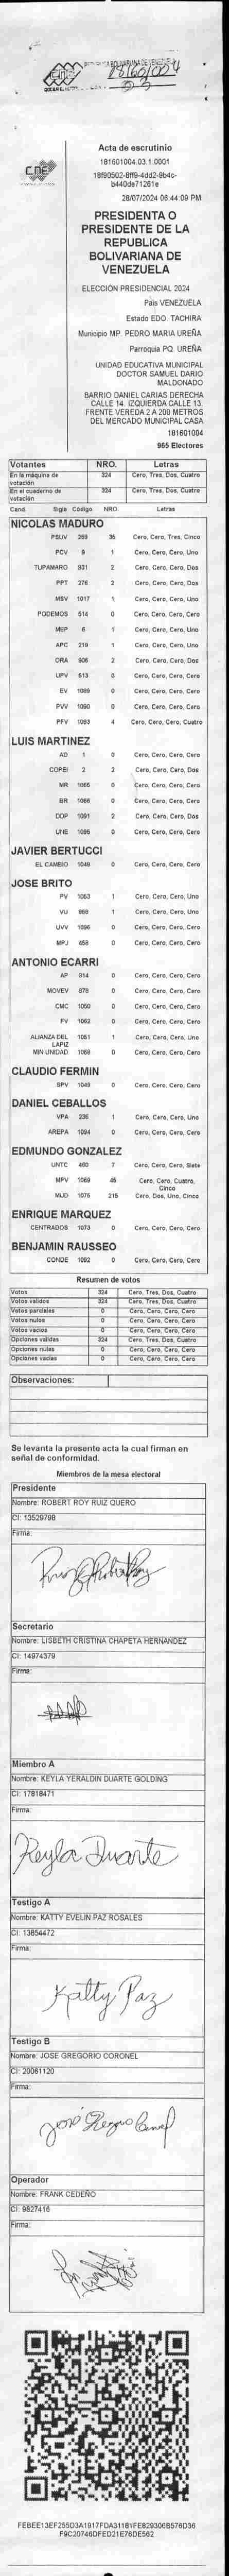 CNE
Acta de escrutinio
181601004.03.1.0001
28/07/2024 06:44:09 PM
PRESIDENTA O
PRESIDENTE DE LA
REPUBLICA
BOLIVARIANA DE
VENEZUELA
ELECCIÓN PRESIDENCIAL 2024
País VENEZUELA
Estado EDO. TACHIRA
Municipio MP. PEDRO MARIA UREÑA
Parroquia PQ. UREÑA
UNIDAD EDUCATIVA MUNICIPAL
DOCTOR SAMUEL DARIO
MALDONADO
BARRIO DANIEL CARIAS DERECHA
CALLE 14. IZQUIERDA CALLE 13.
FRENTE VEREDA 2 A 200 METROS
DEL MERCADO MUNICIPAL CASA
181601004
965 Electores
Votantes NRO. Letras
En la máquina de votación 324 Cero, Tres, Dos, Cuatro
En el cuaderno de votación 324 Cero, Tres, Dos, Cuatro
Cand. Sigla Código NRO. Letras
NICOLAS MADURO
PSUV 269 35 Cero, Cero, Tres, Cinco
PCV 9 1 Cero, Cero, Cero, Uno
TUPAMARO 931 2 Cero, Cero, Cero, Dos
PPT 276 2 Cero, Cero, Cero, Dos
MSV 1017 1 Cero, Cero, Cero, Uno
PODEMOS 514 0 Cero, Cero, Cero, Cero
MEP 6 1 Cero, Cero, Cero, Uno
APC 219 1 Cero, Cero, Cero, Uno
ORA 906 2 Cero, Cero, Cero, Dos
UPV 513 0 Cero, Cero, Cero, Cero
EV 1089 0 Cero, Cero, Cero, Cero
PVV 1090 0 Cero, Cero, Cero, Cero
PFV 1093 4 Cero, Cero, Cero, Cuatro
LUIS MARTINEZ
AD 1 0 Cero, Cero, Cero, Cero
COPEI 2 2 Cero, Cero, Cero, Dos
MR 1065 0 Cero, Cero, Cero, Cero
BR 1066 0 Cero, Cero, Cero, Cero
DDP 1091 2 Cero, Cero, Cero, Dos
UNE 1095 0 Cero, Cero, Cero, Cero
JAVIER BERTUCCI
EL CAMBIO 1049 0 Cero, Cero, Cero, Cero
JOSE BRITO
PV 1053 1 Cero, Cero, Cero, Uno
VU 868 1 Cero, Cero, Cero, Uno
UVV 1096 0 Cero, Cero, Cero, Cero
MPJ 458 0 Cero, Cero, Cero, Cero
ANTONIO ECARRI
AP 914 0 Cero, Cero, Cero, Cero
MOVEV 878 0 Cero, Cero, Cero, Cero
CMC 1050 0 Cero, Cero, Cero, Cero
FV 1062 0 Cero, Cero, Cero, Cero
ALIANZA DEL LAPIZ 1051 1 Cero, Cero, Cero, Uno
MIN UNIDAD 1068 0 Cero, Cero, Cero, Cero
CLAUDIO FERMIN
SPV 1049 0 Cero, Cero, Cero, Cero
DANIEL CEBALLOS
VPA 236 1 Cero, Cero, Cero, Uno
AREPA 1094 0 Cero, Cero, Cero, Cero
EDMUNDO GONZALEZ
UNTC 460 7 Cero, Cero, Cero, Siete
MPV 1069 45 Cero, Cero, Cuatro, Cinco
MUD 1075 215 Cero, Dos, Uno, Cinco
ENRIQUE MARQUEZ
CENTRADOS 1073 0 Cero, Cero, Cero, Cero
BENJAMIN RAUSSEO
CONDE 1092 0 Cero, Cero, Cero, Cero
Resumen de votos
Votos 324 Cero, Tres, Dos, Cuatro
Votos validos 324 Cero, Tres, Dos, Cuatro
Votos parciales 0 Cero, Cero, Cero, Cero
Votos nulos 0 Cero, Cero, Cero, Cero
Votos vacios 0 Cero, Cero, Cero, Cero
Opciones validas 324 Cero, Tres, Dos, Cuatro
Opciones nulas 0 Cero, Cero, Cero, Cero
Opciones vacias 0 Cero, Cero, Cero, Cero
Observaciones:
Se levanta la presente acta la cual firman en
señal de conformidad.
Miembros de la mesa electoral
Presidente
Nombre: ROBERT ROY RUIZ QUERO
CI: 13529798
Firma:
Secretario
Nombre: LISBETH CRISTINA CHAPETA HERNANDEZ
CI: 14974379
Firma:
Miembro A
Nombre: KEYLA YERALDIN DUARTE GOLDING
CI: 17818471
Firma:
Keyla Duarte
Testigo A
Nombre: KATTY EVELIN PAZ ROSALES
CI: 13854472
Firma:
Katty Paz
Testigo B
Nombre: JOSE GREGORIO CORONEL
CI: 20061120
Firma:
Operador
Nombre: FRANK CEDEÑO
CI: 9827416
Firma:
FEBEE13EF255D3A1917FDA31181FE829306B576D36
F9C20746DFED21E76DE562